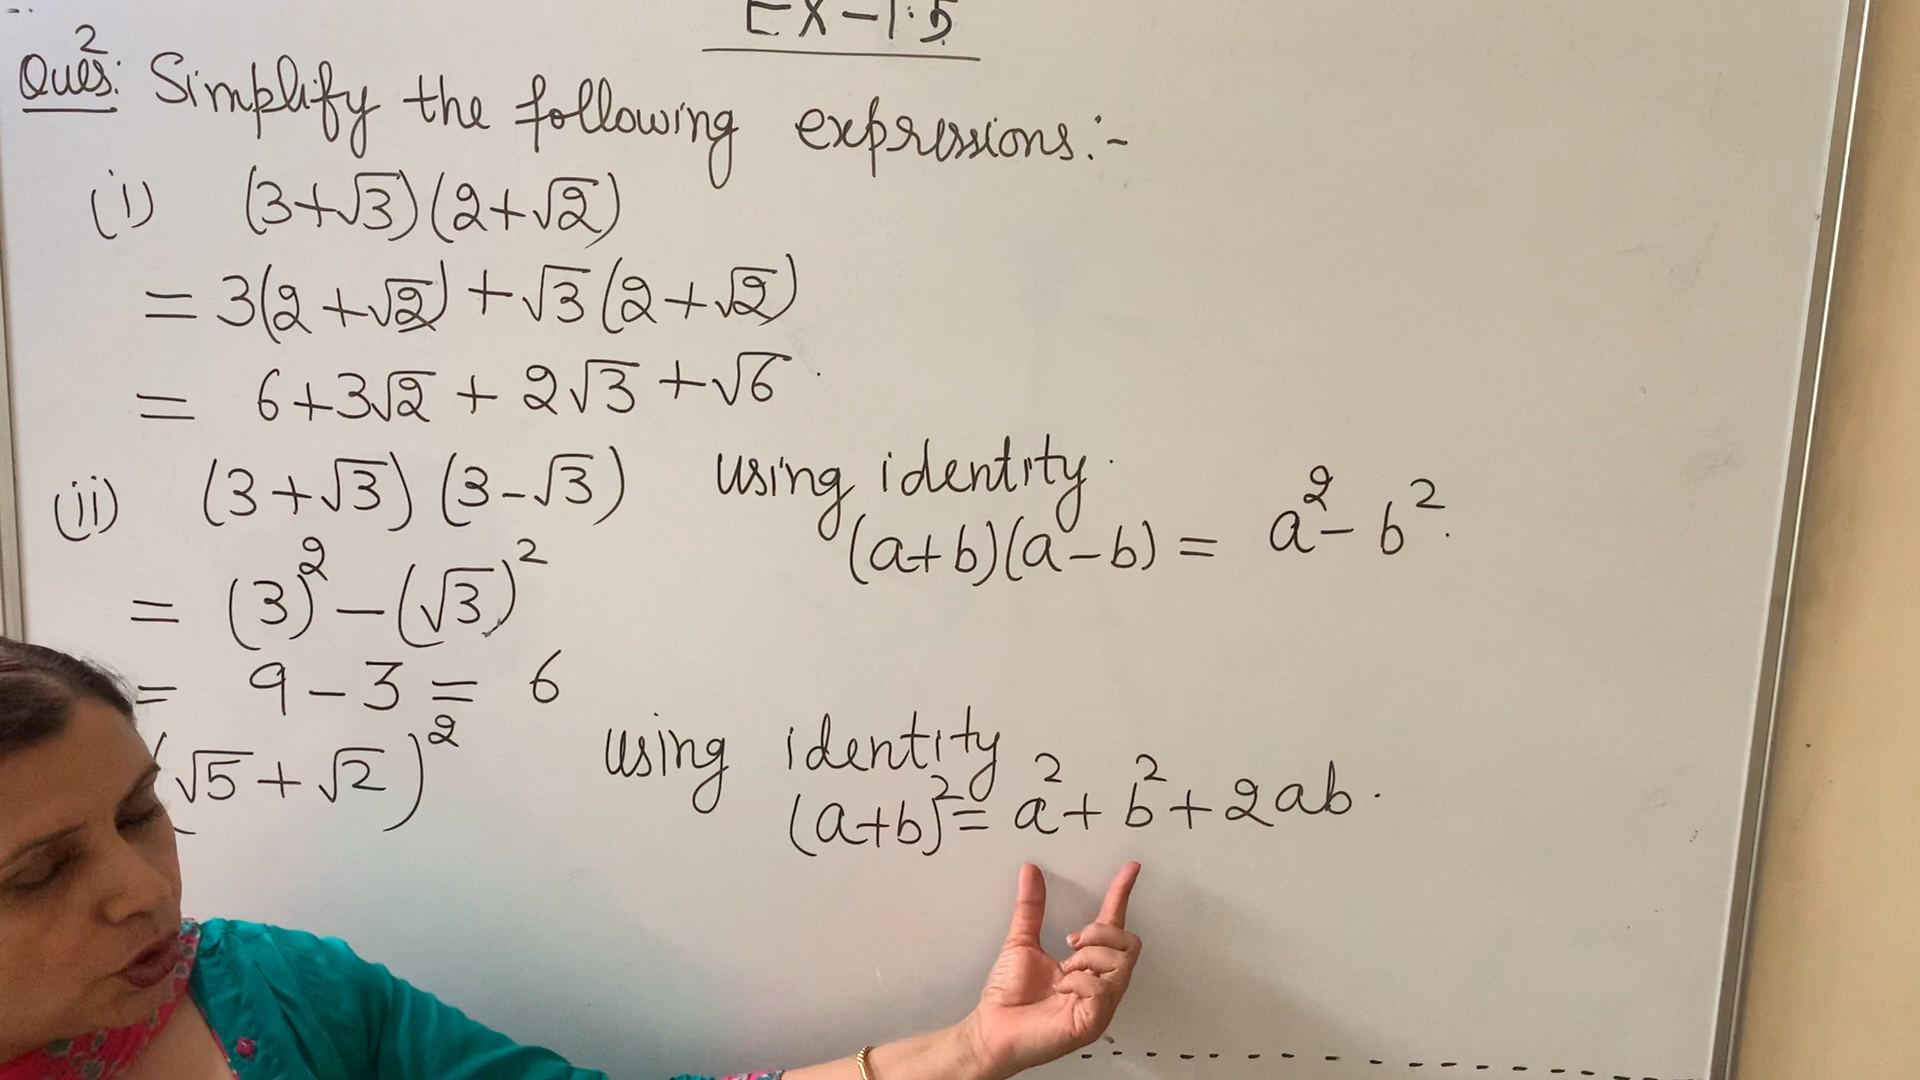 Ex-1.5
Ques: 2 Simplify the following expressions:-
(i) (3+√3)(2+√2)
= 3(2+√2)+√3(2+√2)
= 6+3√2+2√3+√6
(ii) (3+√3)(3-√3) using identity
(a+b)(a-b) = a²-b².
= (3)²-(√3)²
= 9-3 = 6
(√5+√2)² using identity
(a+b)²= a²+b²+2ab.